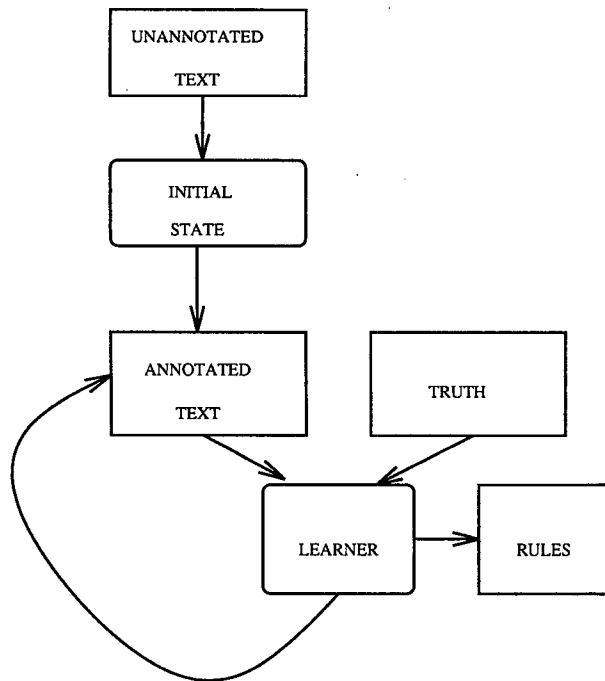 UNANNOTATED
TEXT
INITIAL
STATE
ANNOTATED
TEXT
TRUTH
LEARNER
RULES